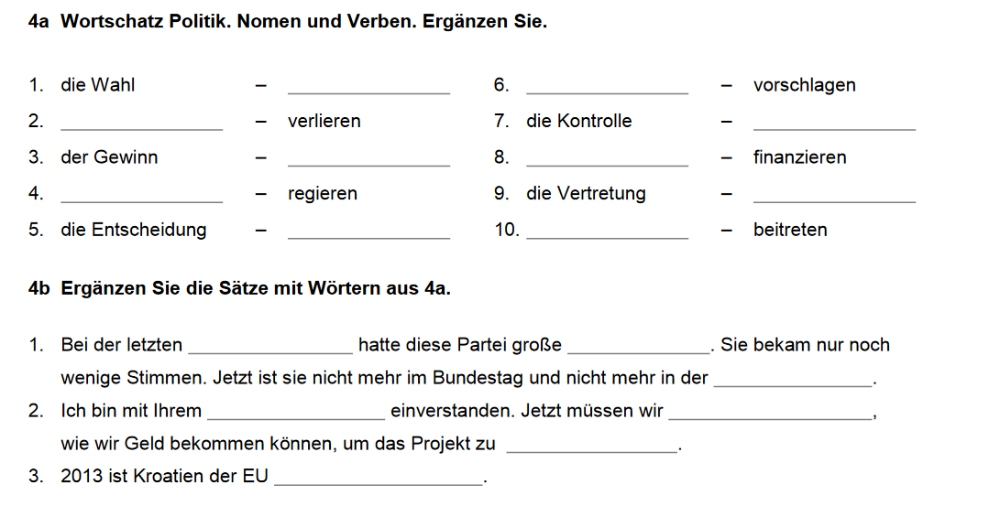 4a Wortschatz Politik. Nomen und Verben. Ergänzen Sie.
1. die Wahl – ________________ 6. ________________ – vorschlagen
2. ________________ – verlieren 7. die Kontrolle – ________________
3. der Gewinn – ________________ 8. ________________ – finanzieren
4. ________________ – regieren 9. die Vertretung – ________________
5. die Entscheidung – ________________ 10. ________________ – beitreten
4b Ergänzen Sie die Sätze mit Wörtern aus 4a.
1. Bei der letzten ________________ hatte diese Partei große ______________. Sie bekam nur noch
wenige Stimmen. Jetzt ist sie nicht mehr im Bundestag und nicht mehr in der ________________.
2. Ich bin mit Ihrem _________________ einverstanden. Jetzt müssen wir ____________________,
wie wir Geld bekommen können, um das Projekt zu _________________.
3. 2013 ist Kroatien der EU ____________________.